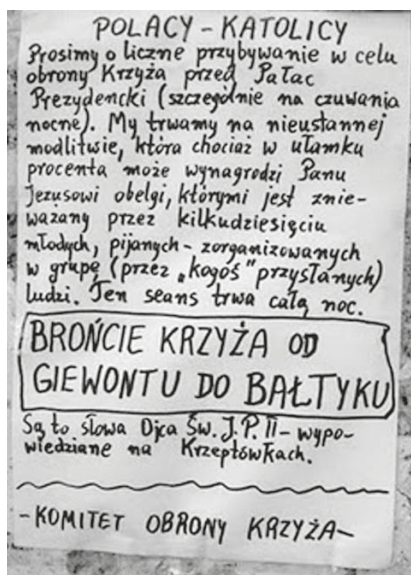 POLACY - KATOLICY
Prosimy o liczne przybywanie w celu
obrony Krzyża przed Pałac
Prezydencki (szczególnie na czuwania
nocne). My trwamy na nieustannej
modlitwie, która chociaż w ułamku
procenta może wynagrodzi Panu
Jezusowi obelgi, którymi jest znie-
ważany przez kilkudziesięciu
młodych, pijanych - zorganizowanych
w grupę (przez „kogoś" przysłanych)
ludzi. Ten seans trwa całą noc.
BROŃCIE KRZYŻA OD
GIEWONTU DO BAŁTYKU
Są to słowa Ojca Św. J.P. II - wypo-
wiedziane na Krzeptówkach.
- KOMITET OBRONY KRZYŻA -